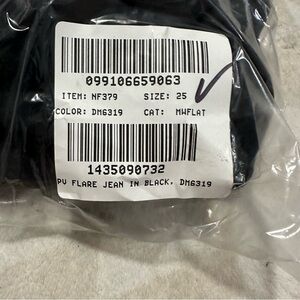 099106659063
ITEM: NF379 SIZE: 25
COLOR: DM6319 CAT: MWFLAT
1435090732
PV FLARE JEAN IN BLACK, DM6319